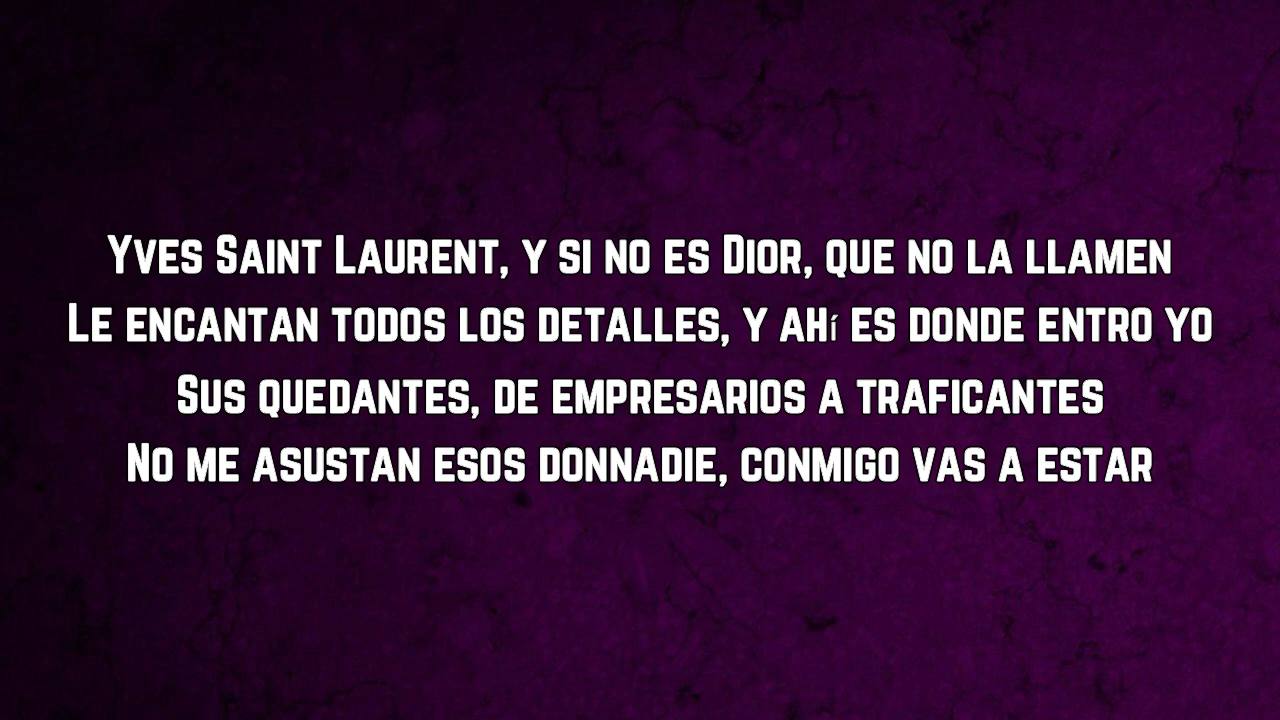 Yves Saint Laurent, y si no es Dior, que no la llamen
Le encantan todos los detalles, y ahí es donde entro yo
Sus quedantes, de empresarios a traficantes
No me asustan esos donnadie, conmigo vas a estar